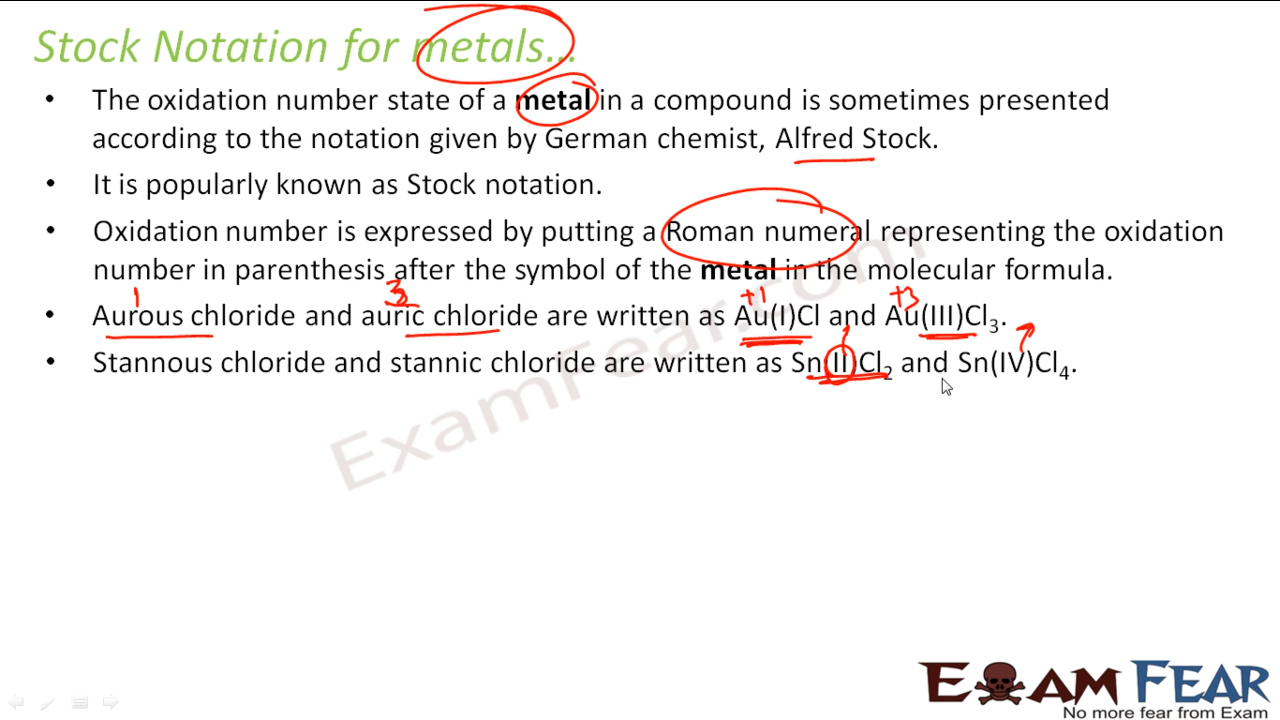 Stock Notation for metals...
• The oxidation number state of a metal in a compound is sometimes presented
according to the notation given by German chemist, Alfred Stock.
• It is popularly known as Stock notation.
• Oxidation number is expressed by putting a Roman numeral representing the oxidation
number in parenthesis after the symbol of the metal in the molecular formula.
1 3 +1 +3
• Aurous chloride and auric chloride are written as Au(I)Cl and Au(III)Cl₃.
• Stannous chloride and stannic chloride are written as Sn(II)Cl₂ and Sn(IV)Cl₄.
ExamFear.com
EXAM FEAR
No more fear from Exam